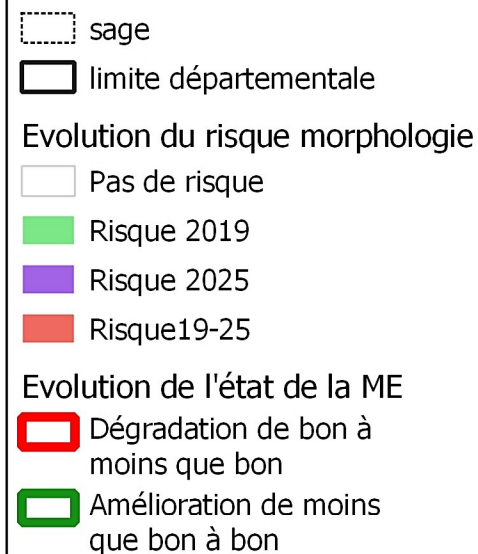 sage
limite départementale
Evolution du risque morphologie
Pas de risque
Risque 2019
Risque 2025
Risque19-25
Evolution de l'état de la ME
Dégradation de bon à
moins que bon
Amélioration de moins
que bon à bon